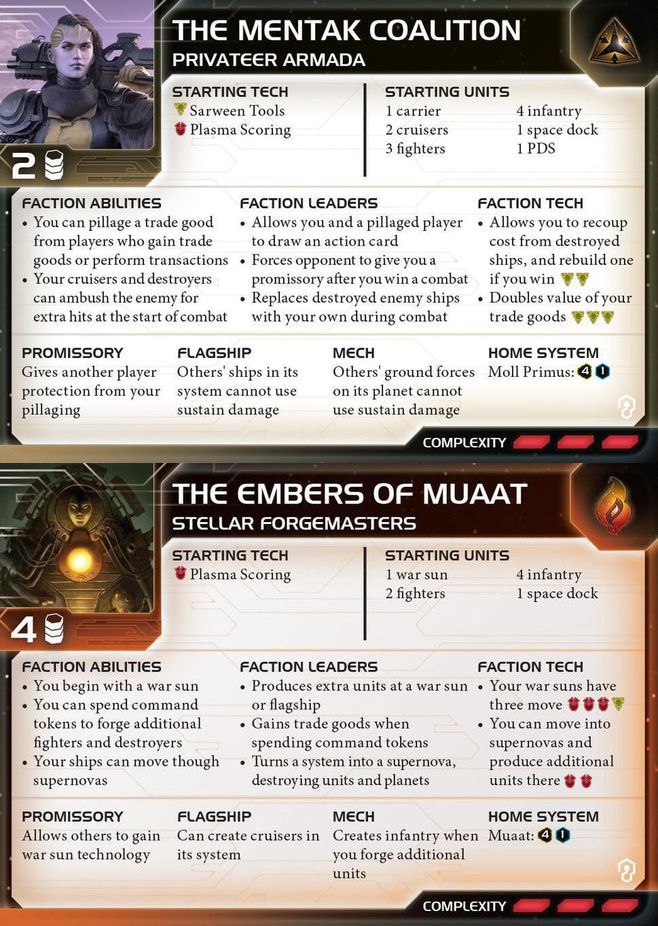 THE MENTAK COALITION
PRIVATEER ARMADA
2
STARTING TECH
Sarween Tools
Plasma Scoring
STARTING UNITS
1 carrier
2 cruisers
3 fighters
4 infantry
1 space dock
1 PDS
FACTION ABILITIES
• You can pillage a trade good
from players who gain trade
goods or perform transactions
• Your cruisers and destroyers
can ambush the enemy for
extra hits at the start of combat
FACTION LEADERS
• Allows you and a pillaged player
to draw an action card
• Forces opponent to give you a
promissory after you win a combat
• Replaces destroyed enemy ships
with your own during combat
FACTION TECH
• Allows you to recoup
cost from destroyed
ships, and rebuild one
if you win
• Doubles value of your
trade goods
PROMISSORY
Gives another player
protection from your
pillaging
FLAGSHIP
Others' ships in its
system cannot use
sustain damage
MECH
Others' ground forces
on its planet cannot
use sustain damage
HOME SYSTEM
Moll Primus: 4 1
COMPLEXITY
THE EMBERS OF MUAAT
STELLAR FORGEMASTERS
4
STARTING TECH
Plasma Scoring
STARTING UNITS
1 war sun
2 fighters
4 infantry
1 space dock
FACTION ABILITIES
• You begin with a war sun
• You can spend command
tokens to forge additional
fighters and destroyers
• Your ships can move though
supernovas
FACTION LEADERS
• Produces extra units at a war sun
or flagship
• Gains trade goods when
spending command tokens
• Turns a system into a supernova,
destroying units and planets
FACTION TECH
• Your war suns have
three move
• You can move into
supernovas and
produce additional
units there
PROMISSORY
Allows others to gain
war sun technology
FLAGSHIP
Can create cruisers in
its system
MECH
Creates infantry when
you forge additional
units
HOME SYSTEM
Muaat: 4 1
COMPLEXITY